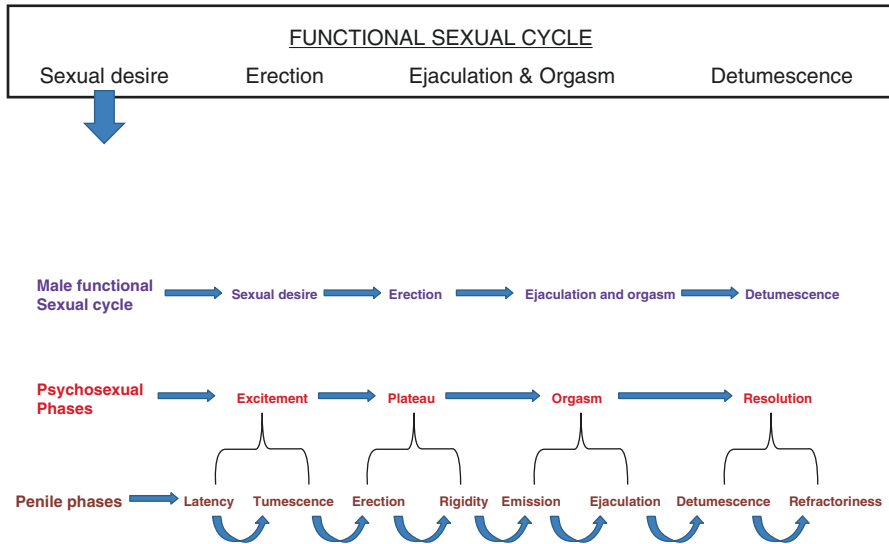 FUNCTIONAL SEXUAL CYCLE
Sexual desire Erection Ejaculation & Orgasm Detumescence
Male functional
Sexual cycle
Sexual desire Erection Ejaculation and orgasm Detumescence
Psychosexual
Phases
Excitement Plateau Orgasm Resolution
Penile phases Latency Tumescence Erection Rigidity Emission Ejaculation Detumescence Refractoriness